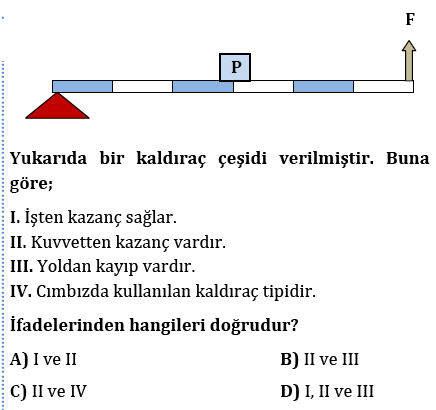 F
P
Yukarıda bir kaldıraç çeşidi verilmiştir. Buna
göre;
I. İşten kazanç sağlar.
II. Kuvvetten kazanç vardır.
III. Yoldan kayıp vardır.
IV. Cımbızda kullanılan kaldıraç tipidir.
İfadelerinden hangileri doğrudur?
A) I ve II B) II ve III
C) II ve IV D) I, II ve III